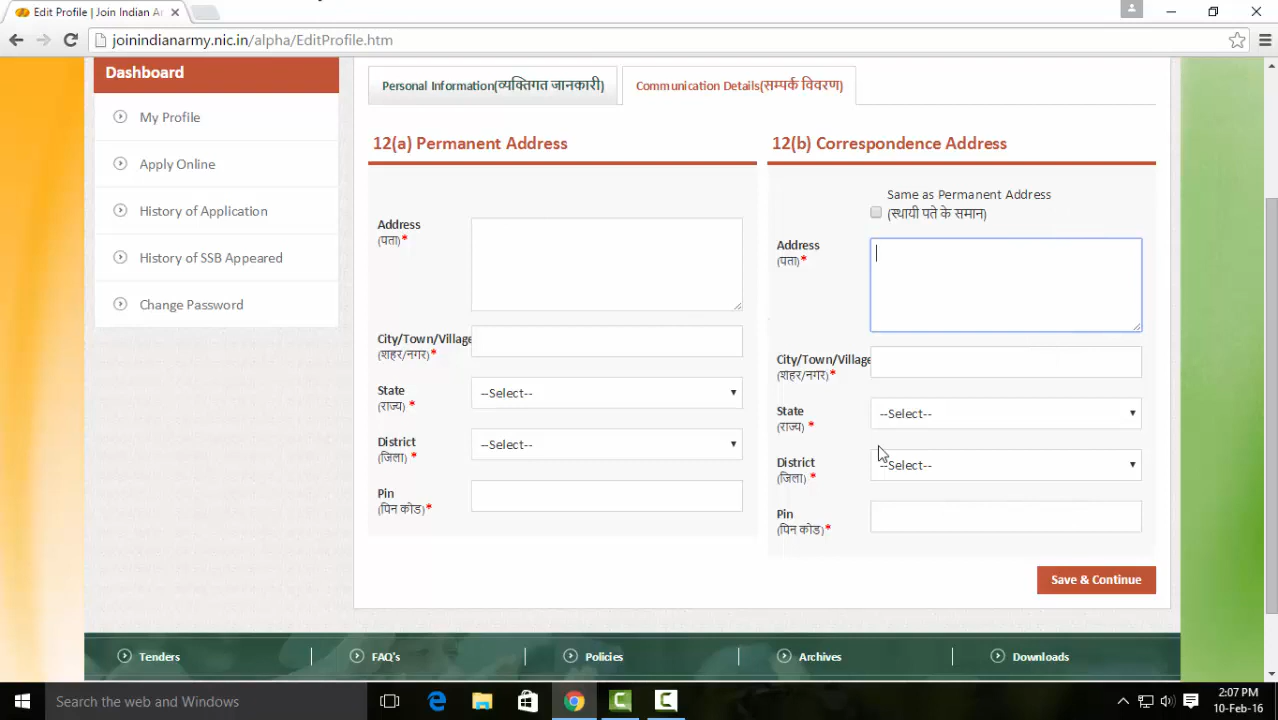 Edit Profile | Join Indian Ar
joinindianarmy.nic.in/alpha/EditProfile.htm
Dashboard
My Profile
Apply Online
History of Application
History of SSB Appeared
Change Password
Personal Information(व्यक्तिगत जानकारी)
Communication Details(सम्पर्क विवरण)
12(a) Permanent Address
Address
(पता)*
City/Town/Village
(शहर/नगर)*
State
(राज्य) *
--Select--
District
(जिला) *
--Select--
Pin
(पिन कोड)*
12(b) Correspondence Address
Same as Permanent Address
(स्थायी पते के समान)
Address
(पता)*
City/Town/Village
(शहर/नगर)*
State
(राज्य) *
--Select--
District
(जिला) *
--Select--
Pin
(पिन कोड)*
Save & Continue
Tenders
FAQ's
Policies
Archives
Downloads
Search the web and Windows
2:07 PM
10-Feb-16